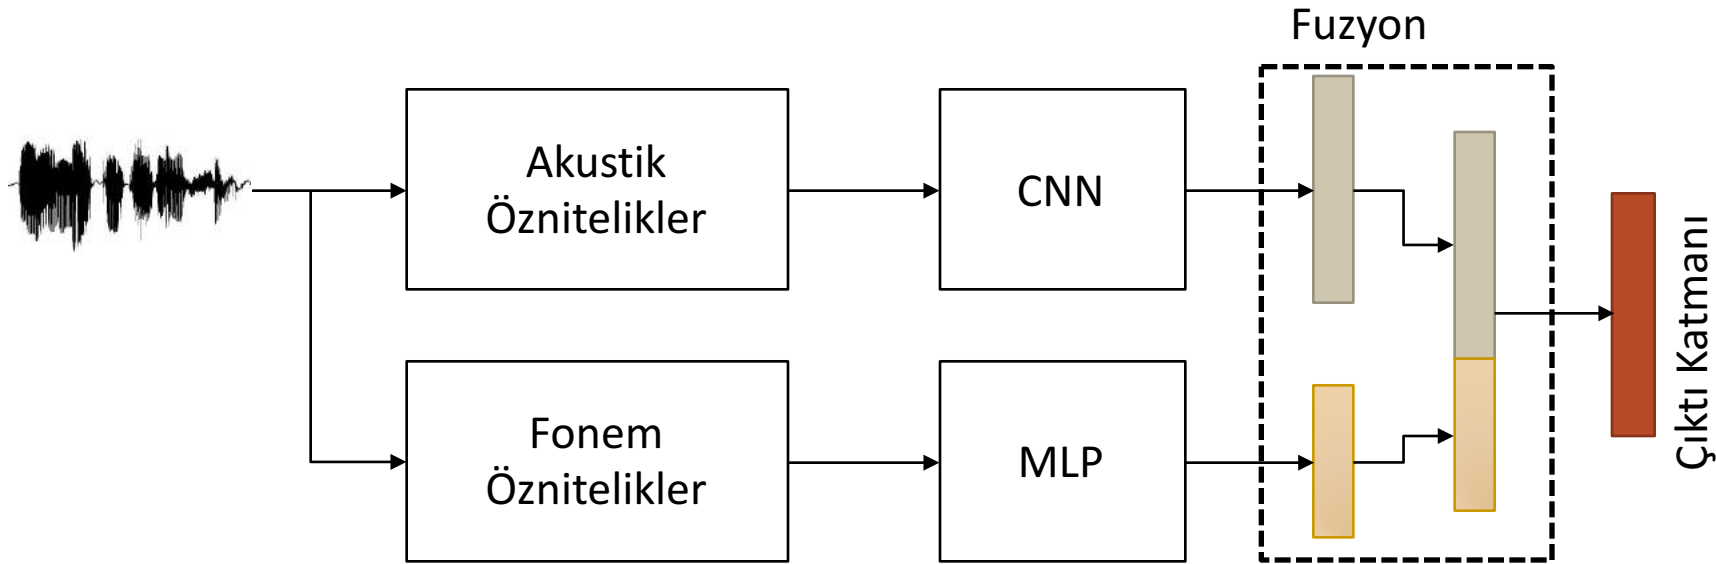 Fuzyon
Akustik
Öznitelikler
CNN
Fonem
Öznitelikler
MLP
Çıktı Katmanı